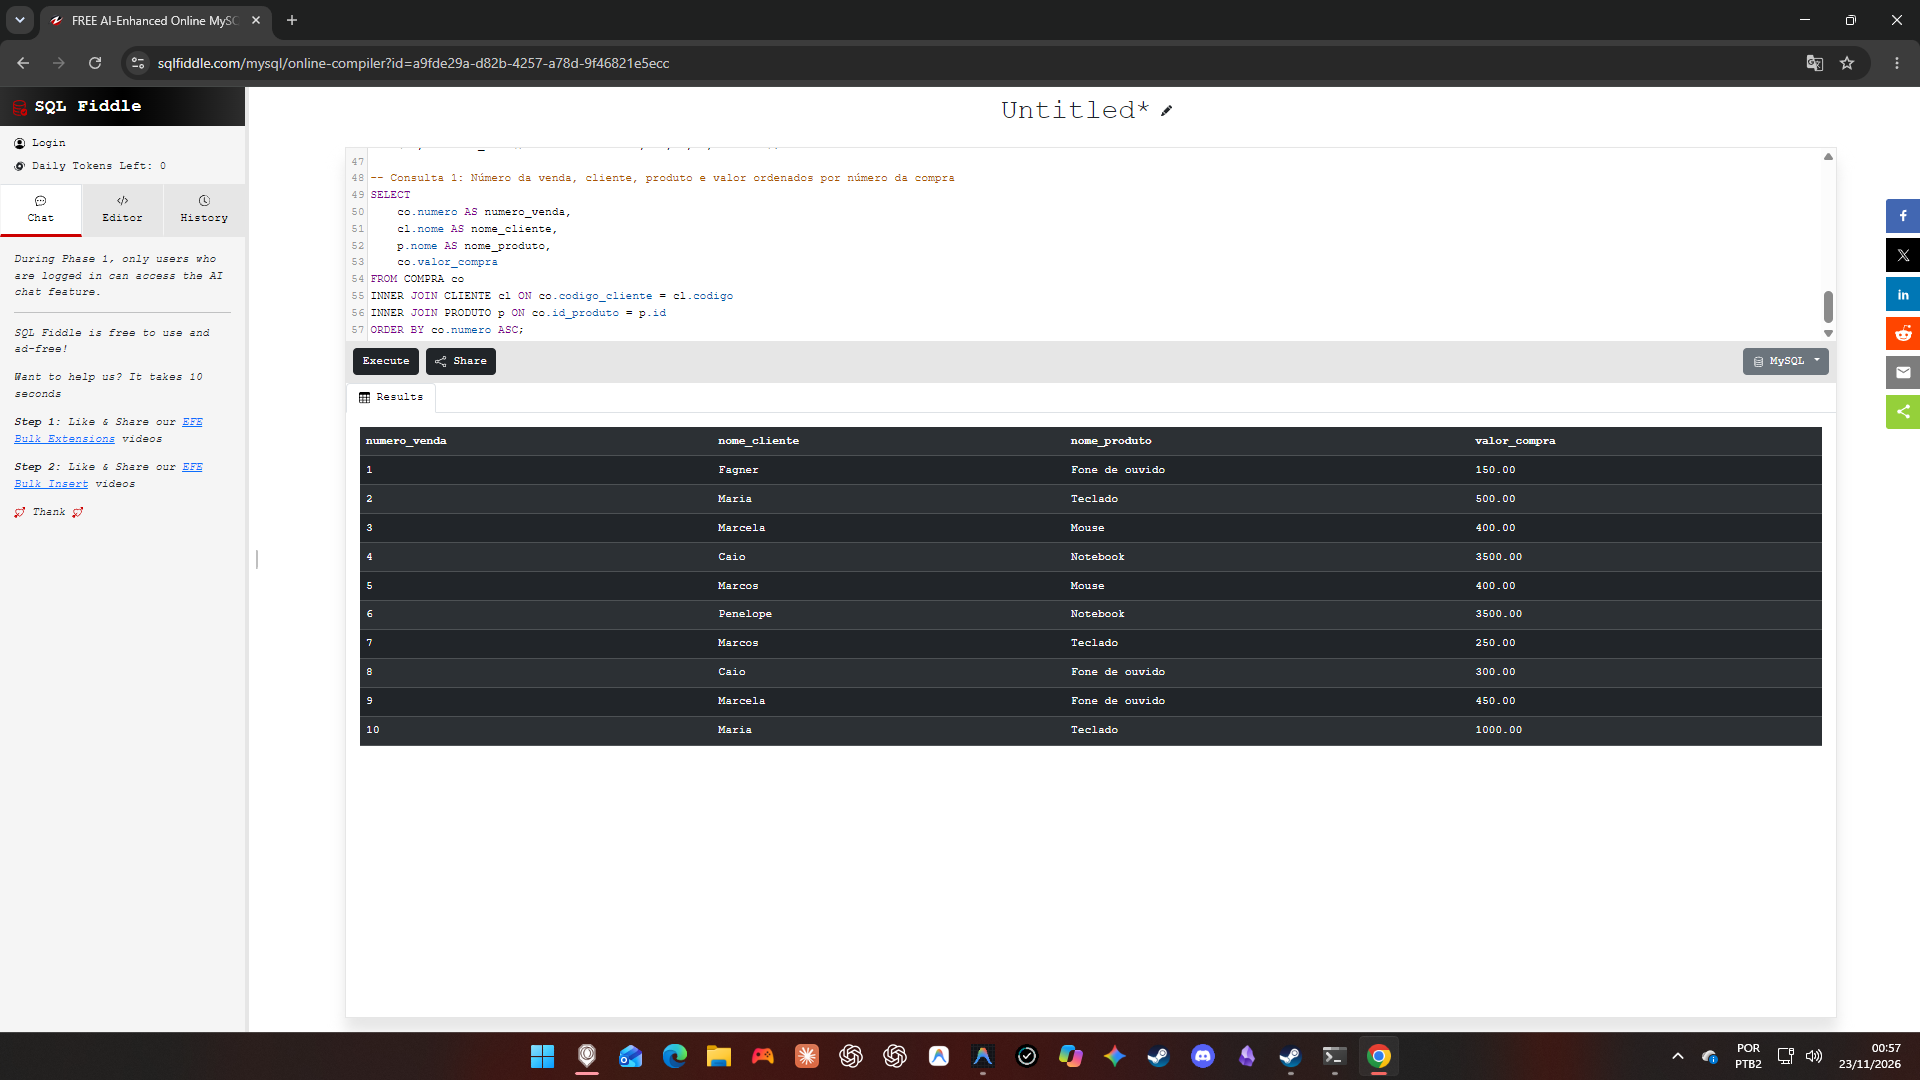 FREE AI-Enhanced Online MySQ
sqlfiddle.com/mysql/online-compiler?id=a9fde29a-d82b-4257-a78d-9f46821e5ecc
SQL Fiddle
Login
Daily Tokens Left: 0
Chat
Editor
History
During Phase 1, only users who
are logged in can access the AI
chat feature.
SQL Fiddle is free to use and
ad-free!
Want to help us? It takes 10
seconds
Step 1: Like & Share our EFE
Bulk Extensions videos
Step 2: Like & Share our EFE
Bulk Insert videos
Thank
Untitled*
47
48 -- Consulta 1: Número da venda, cliente, produto e valor ordenados por número da compra
49 SELECT
50 co.numero AS numero_venda,
51 cl.nome AS nome_cliente,
52 p.nome AS nome_produto,
53 co.valor_compra
54 FROM COMPRA co
55 INNER JOIN CLIENTE cl ON co.codigo_cliente = cl.codigo
56 INNER JOIN PRODUTO p ON co.id_produto = p.id
57 ORDER BY co.numero ASC;
Execute
Share
MySQL
Results
numero_venda nome_cliente nome_produto valor_compra
1 Fagner Fone de ouvido 150.00
2 Maria Teclado 500.00
3 Marcela Mouse 400.00
4 Caio Notebook 3500.00
5 Marcos Mouse 400.00
6 Penelope Notebook 3500.00
7 Marcos Teclado 250.00
8 Caio Fone de ouvido 300.00
9 Marcela Fone de ouvido 450.00
10 Maria Teclado 1000.00
POR
PTB2
00:57
23/11/2026